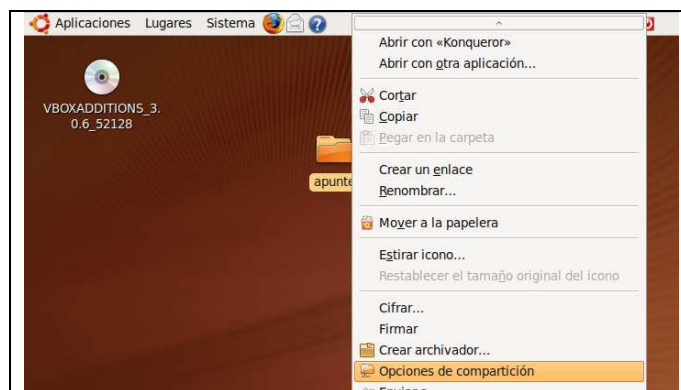 Aplicaciones Lugares Sistema
VBOXADDITIONS_3.
0.6_52128
apunte
Abrir con «Konqueror»
Abrir con otra aplicación...
Cortar
Copiar
Pegar en la carpeta
Crear un enlace
Renombrar...
Mover a la papelera
Estirar icono...
Restablecer el tamaño original del icono
Cifrar...
Firmar
Crear archivador...
Opciones de compartición